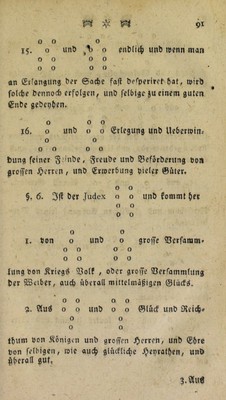 91
15. und endlich und wenn man
an Erlangung der Sache fast desperiret hat, wird
solche dennoch erfolgen, und selbige zu einem guten
Ende gedeyhen.
16. und Erlegung und Ueberwin-
dung seiner Feinde, Freude und Beförderung von
grossen Herren, und Erwerbung vieler Güter.
§. 6. Ist der Judex und kommt her
1. von und grosse Versamm-
lung von Kriegs Volk, oder grosse Versammlung
der Weiber, auch überall mittelmäßigen Glücks.
2. Aus und Glück und Reich-
thum von Königen und grossen Herren, und Ehre
von selbigen, wie auch glückliche Heyrathen, und
überall gut.
3. Aus